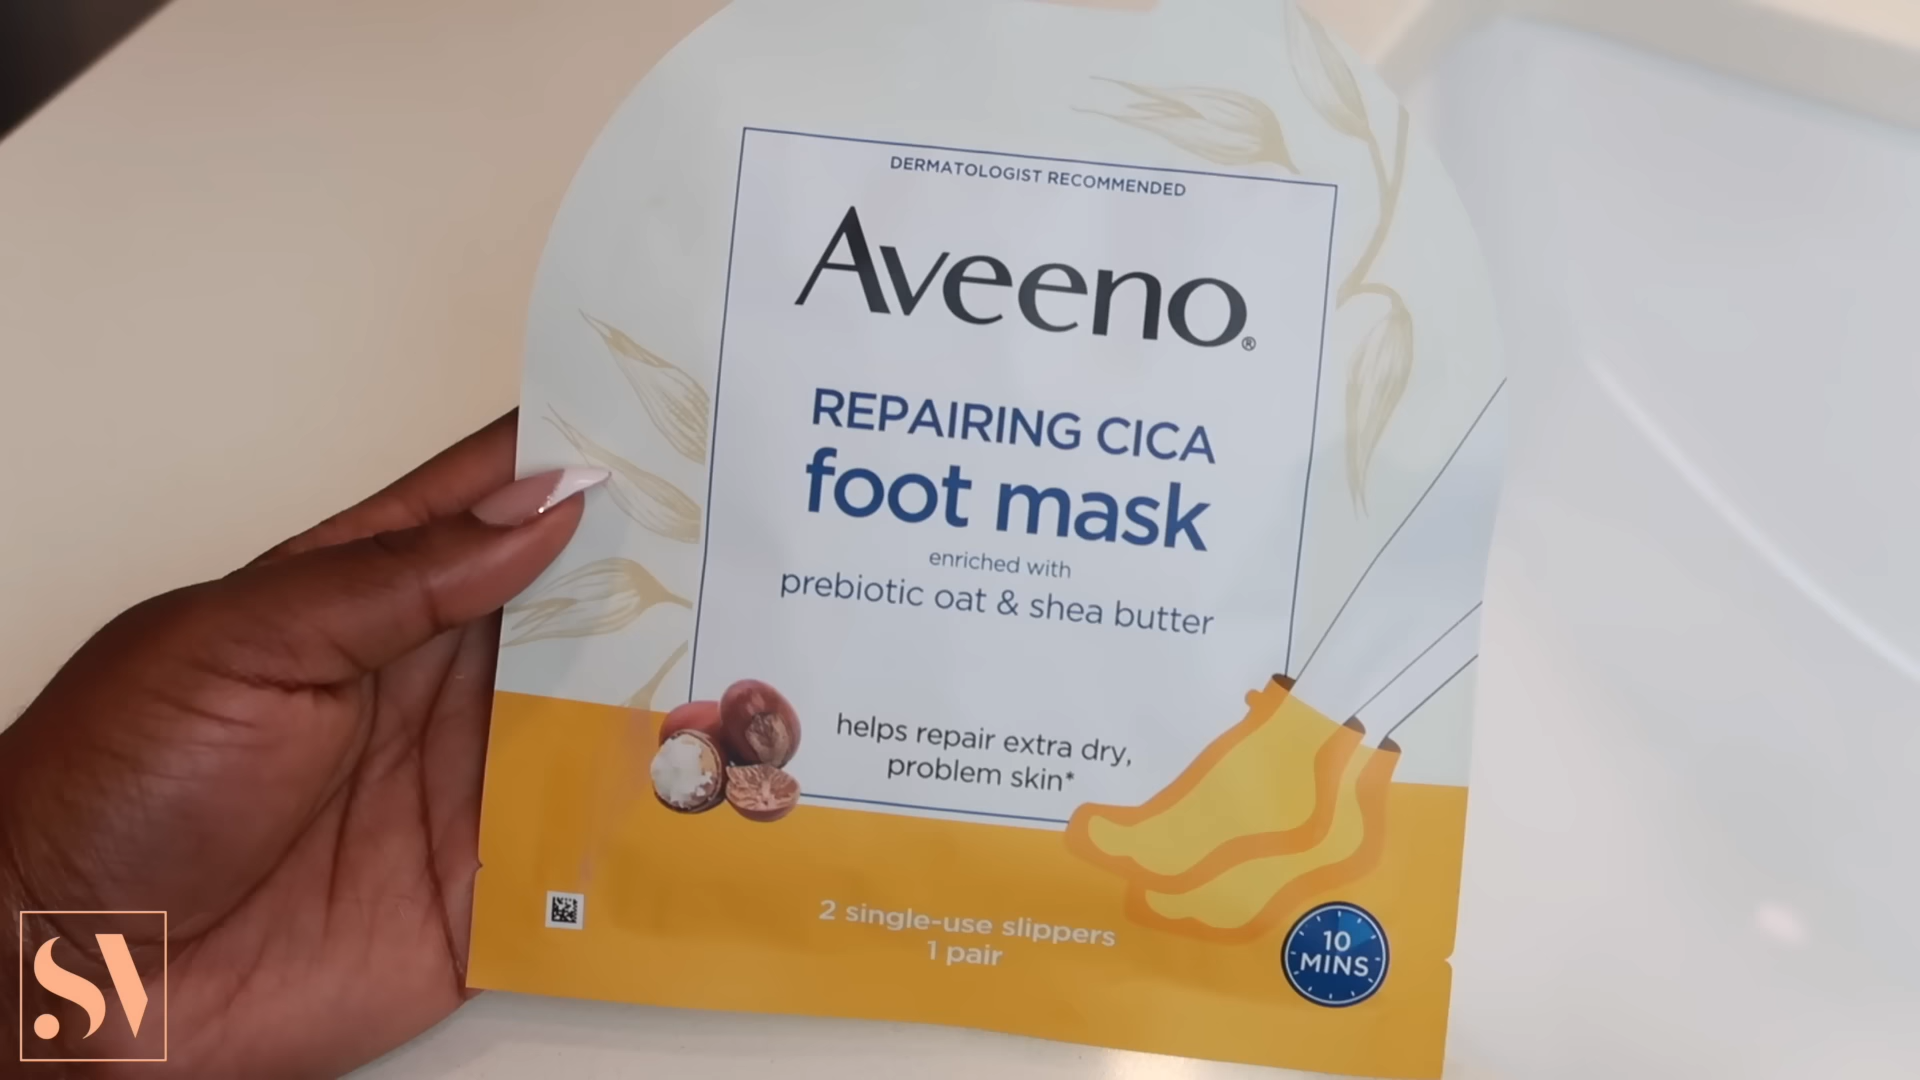 DERMATOLOGIST RECOMMENDED
Aveeno®
REPAIRING CICA
foot mask
enriched with
prebiotic oat & shea butter
helps repair extra dry,
problem skin*
2 single-use slippers
1 pair
10
MINS
SA